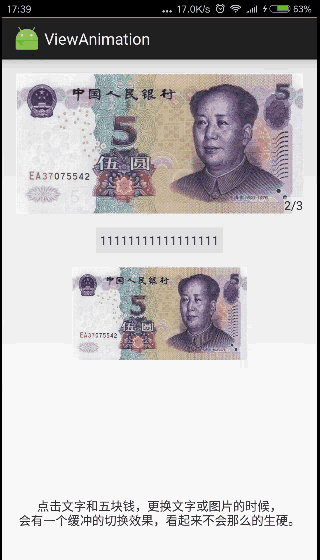 17:39
... 17.0K/s
63%
ViewAnimation
中国人民银行
5
5
伍圆
EA37075542
2/3
11111111111111111
中国人民银行
5
伍圆
EA37075542
点击文字和五块钱，更换文字或图片的时候，
会有一个缓冲的切换效果，看起来不会那么的生硬。